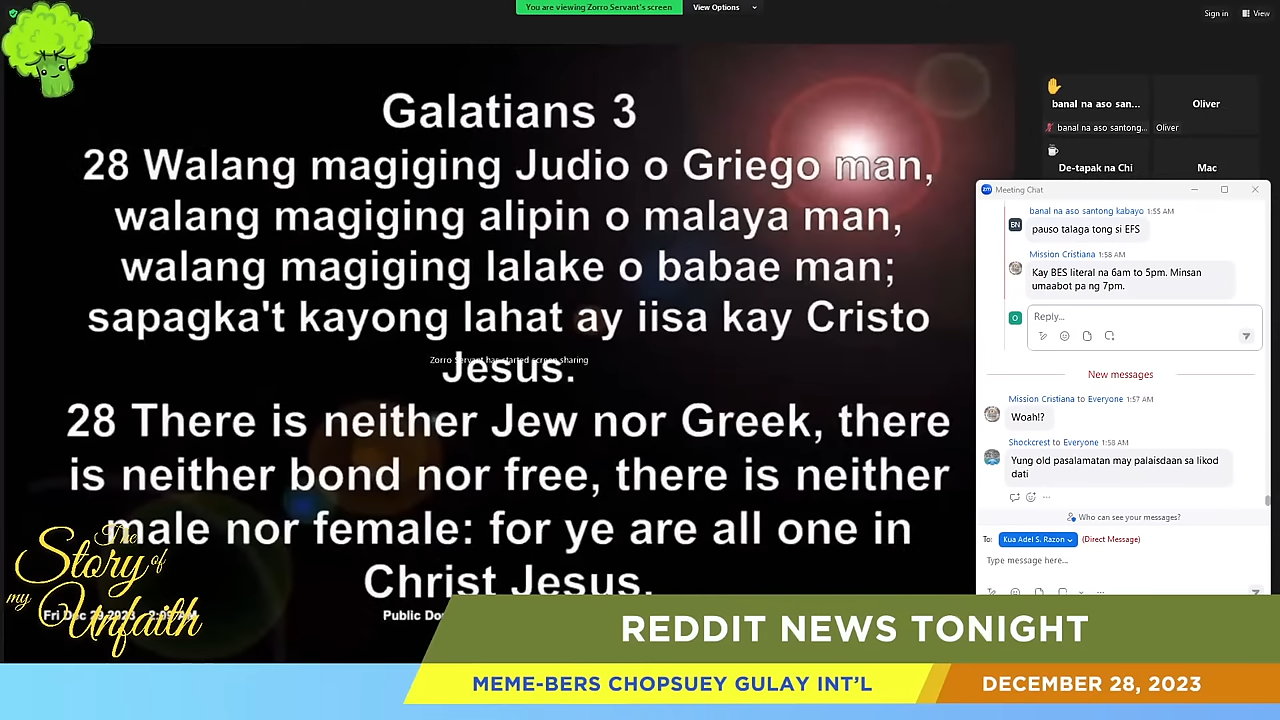 You are viewing Zorro Servant's screen
View Options
Sign in
View
Galatians 3
28 Walang magiging Judio o Griego man,
walang magiging alipin o malaya man,
walang magiging lalake o babae man;
sapagka't kayong lahat ay iisa kay Cristo
Jesus.
Zorro Servant has started screen sharing
28 There is neither Jew nor Greek, there
is neither bond nor free, there is neither
male nor female: for ye are all one in
Christ Jesus.
Public
banal na aso san...
Oliver
banal na aso santong...
Oliver
De-tapak na Chi
Mac
zm
Meeting Chat
banal na aso santong kabayo 1:55 AM
BN
pauso talaga tong si EFS
Mission Cristiana 1:58 AM
Kay BES literal na 6am to 5pm. Minsan
umaabot pa ng 7pm.
O
Reply...
New messages
Mission Cristiana to Everyone 1:57 AM
Woah!?
Shockcrest to Everyone 1:58 AM
Yung old pasalamatan may palaisdaan sa likod
dati
Who can see your messages?
To: Kua Adel S. Razon (Direct Message)
Type message here...
The
Story of
my Unfaith
Fri Dec 29 2023
REDDIT NEWS TONIGHT
MEME-BERS CHOPSUEY GULAY INT'L
DECEMBER 28, 2023